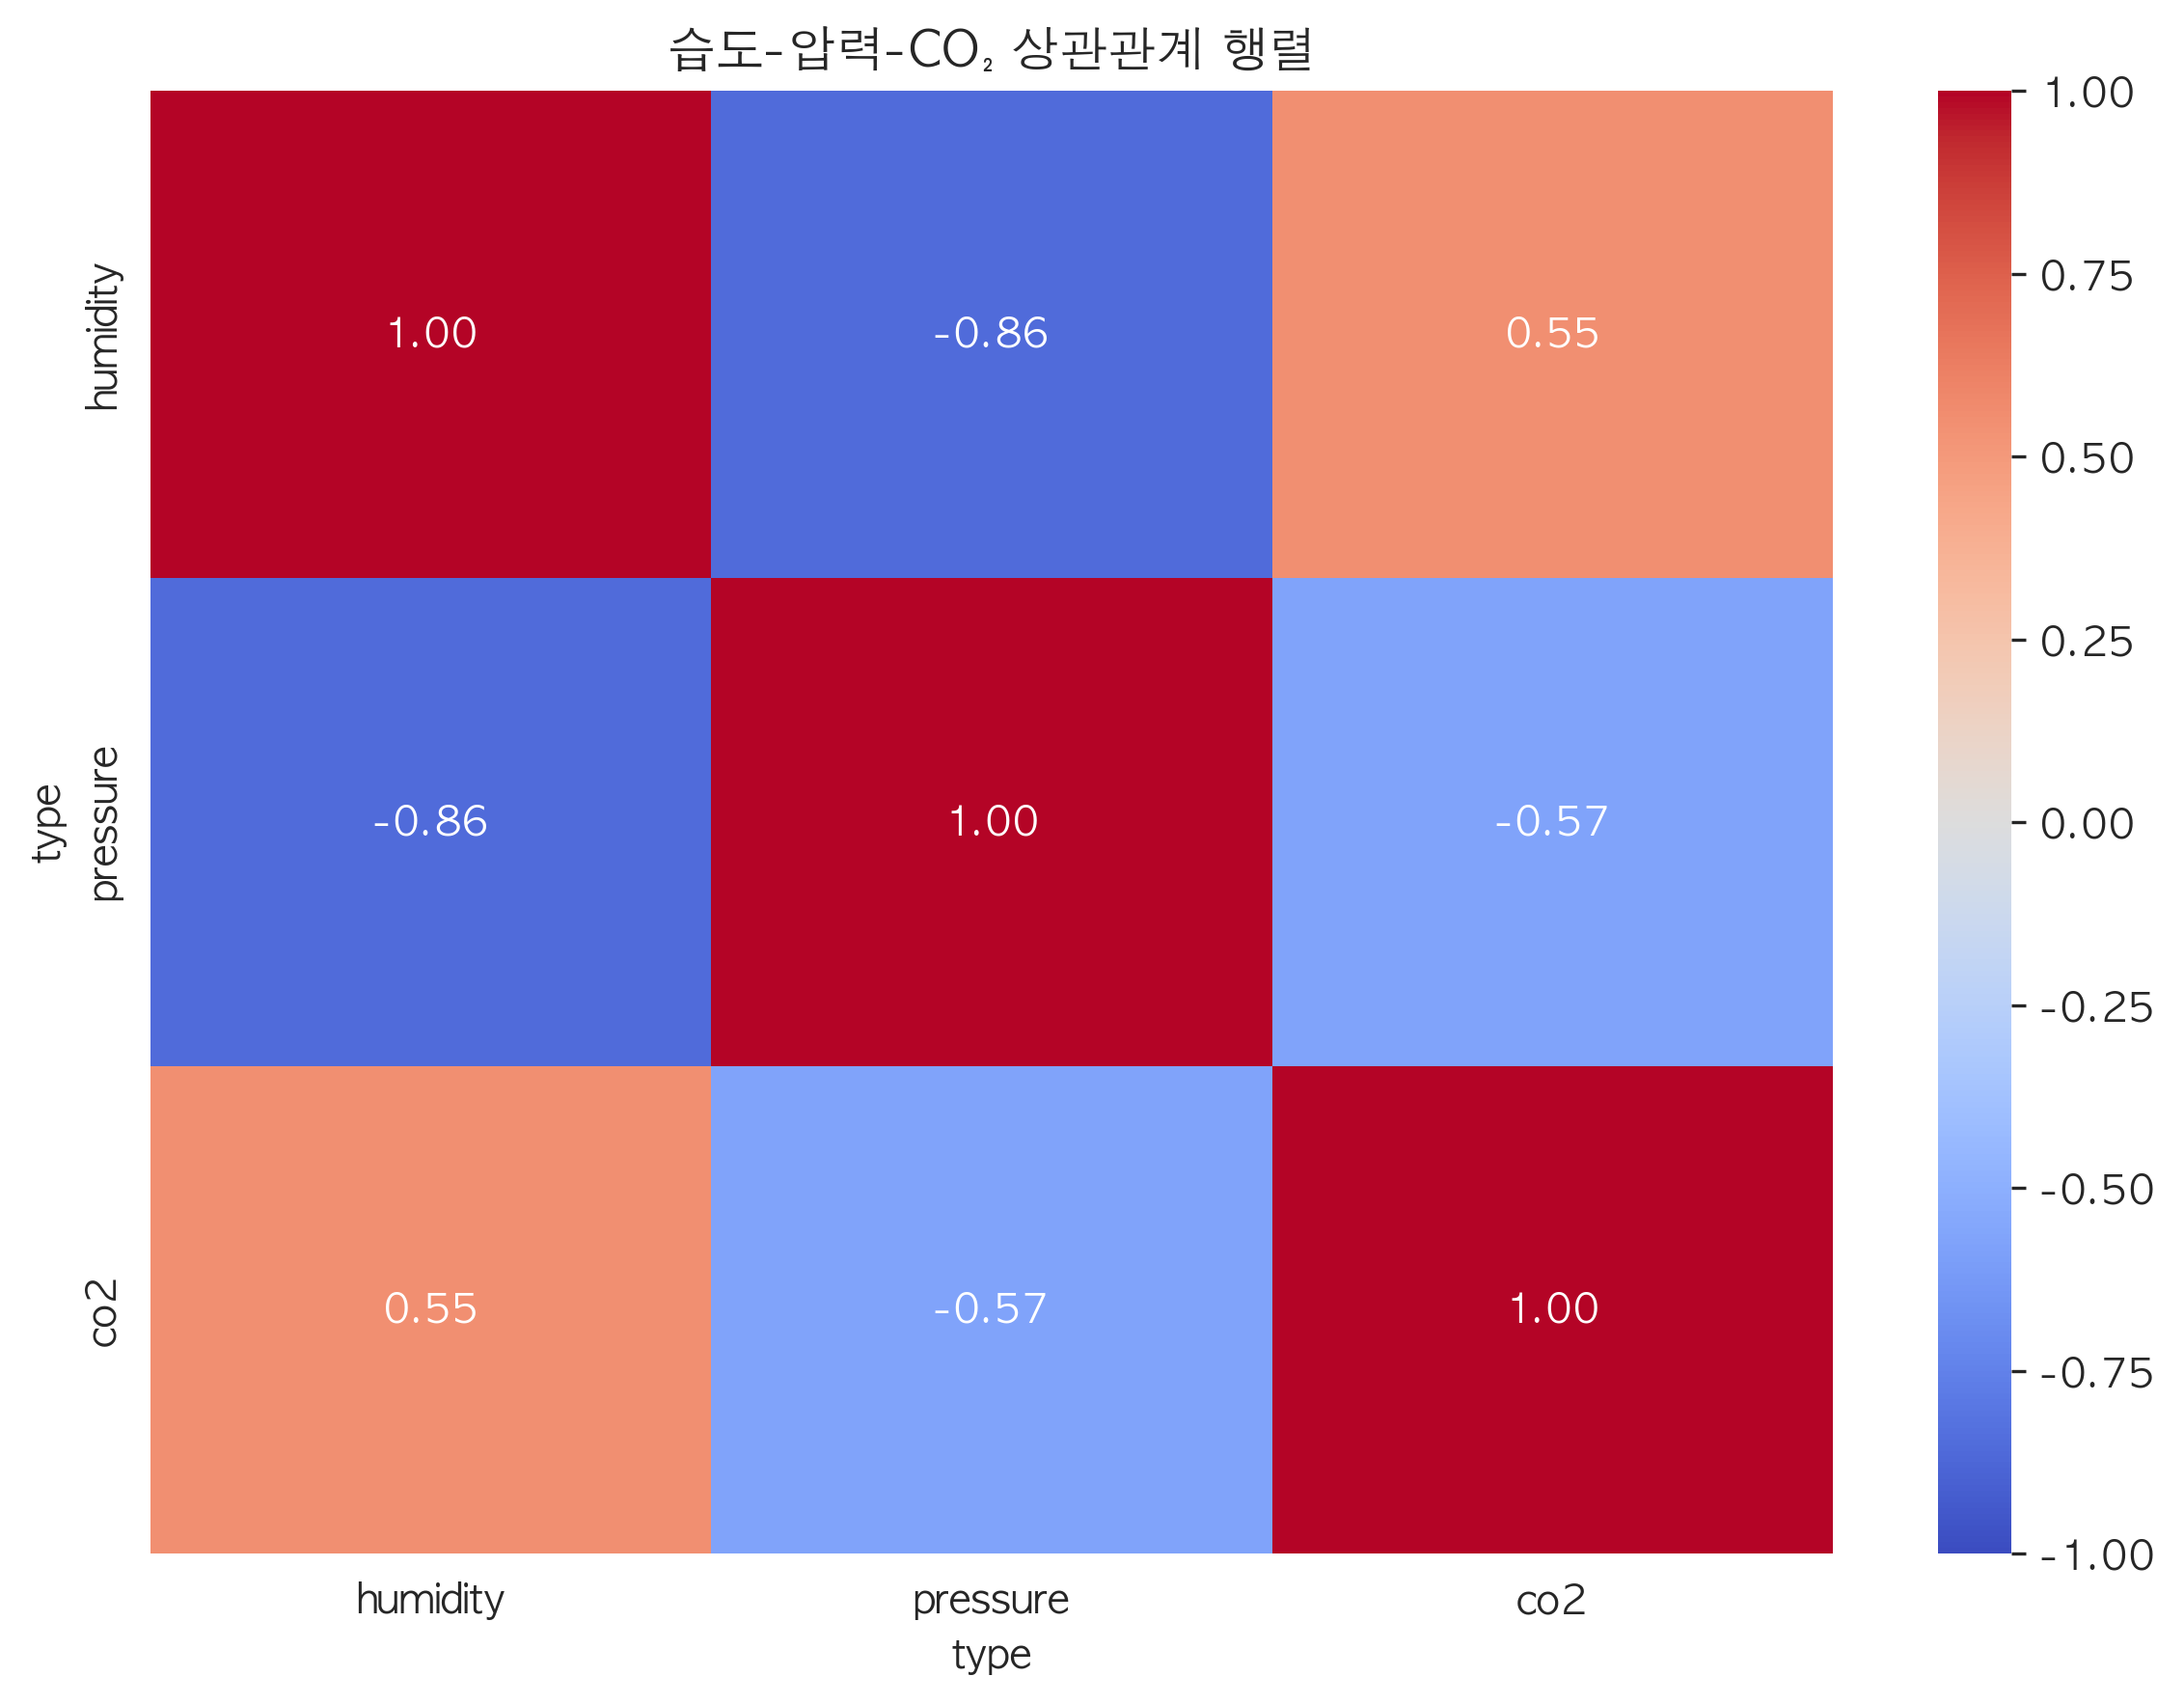 습도-압력-CO₂ 상관관계 행렬
humidity
pressure
co2
type
1.00 -0.86 0.55
-0.86 1.00 -0.57
0.55 -0.57 1.00
humidity pressure co2
type
1.00
0.75
0.50
0.25
0.00
-0.25
-0.50
-0.75
-1.00